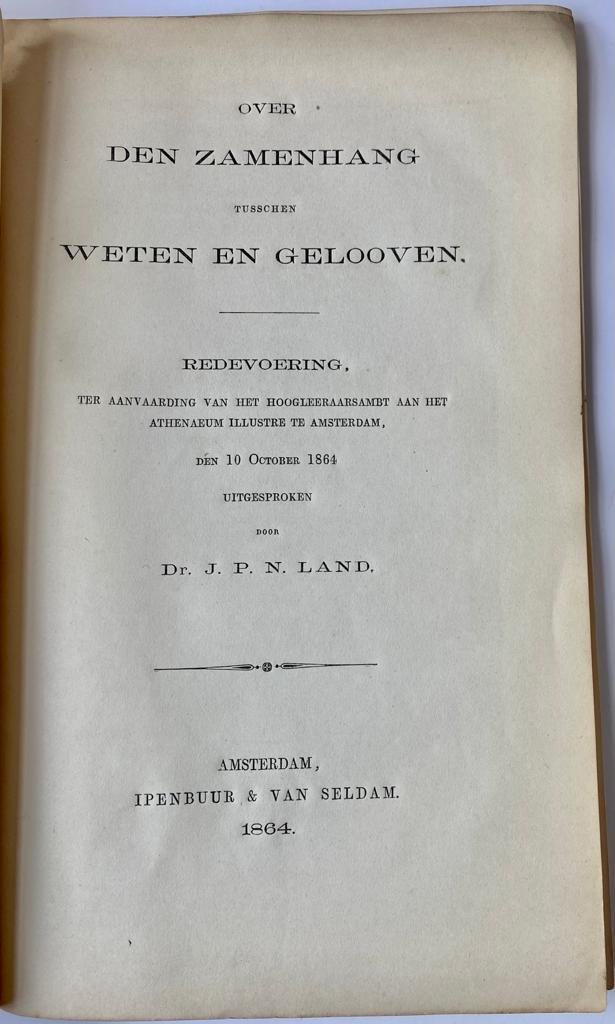 OVER
DEN ZAMENHANG
TUSSCHEN
WETEN EN GELOOVEN.
REDEVOERING,
TER AANVAARDING VAN HET HOOGLEERAARSAMBT AAN HET
ATHENAEUM ILLUSTRE TE AMSTERDAM,
DEN 10 OCTOBER 1864
UITGESPROKEN
DOOR
Dr. J. P. N. LAND.
AMSTERDAM,
IPENBUUR & VAN SELDAM.
1864.